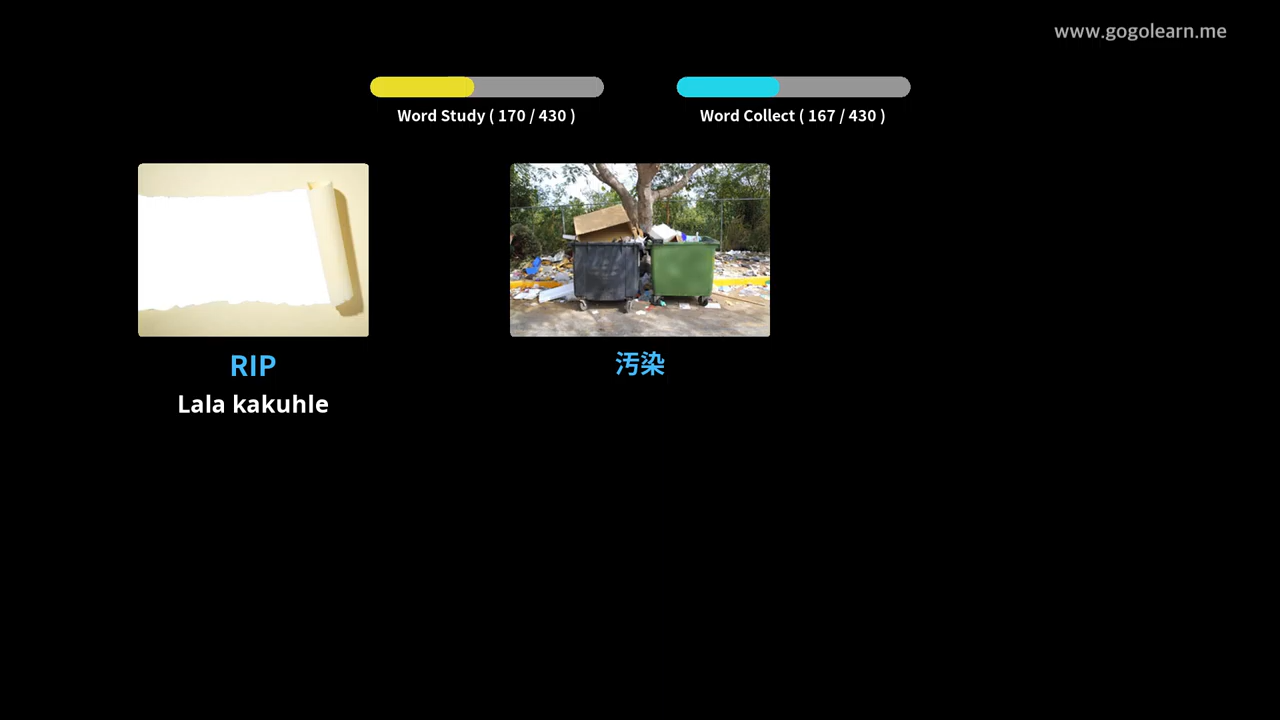 www.gogolearn.me
Word Study ( 170 / 430 )
Word Collect ( 167 / 430 )
RIP
Lala kakuhle
汚染